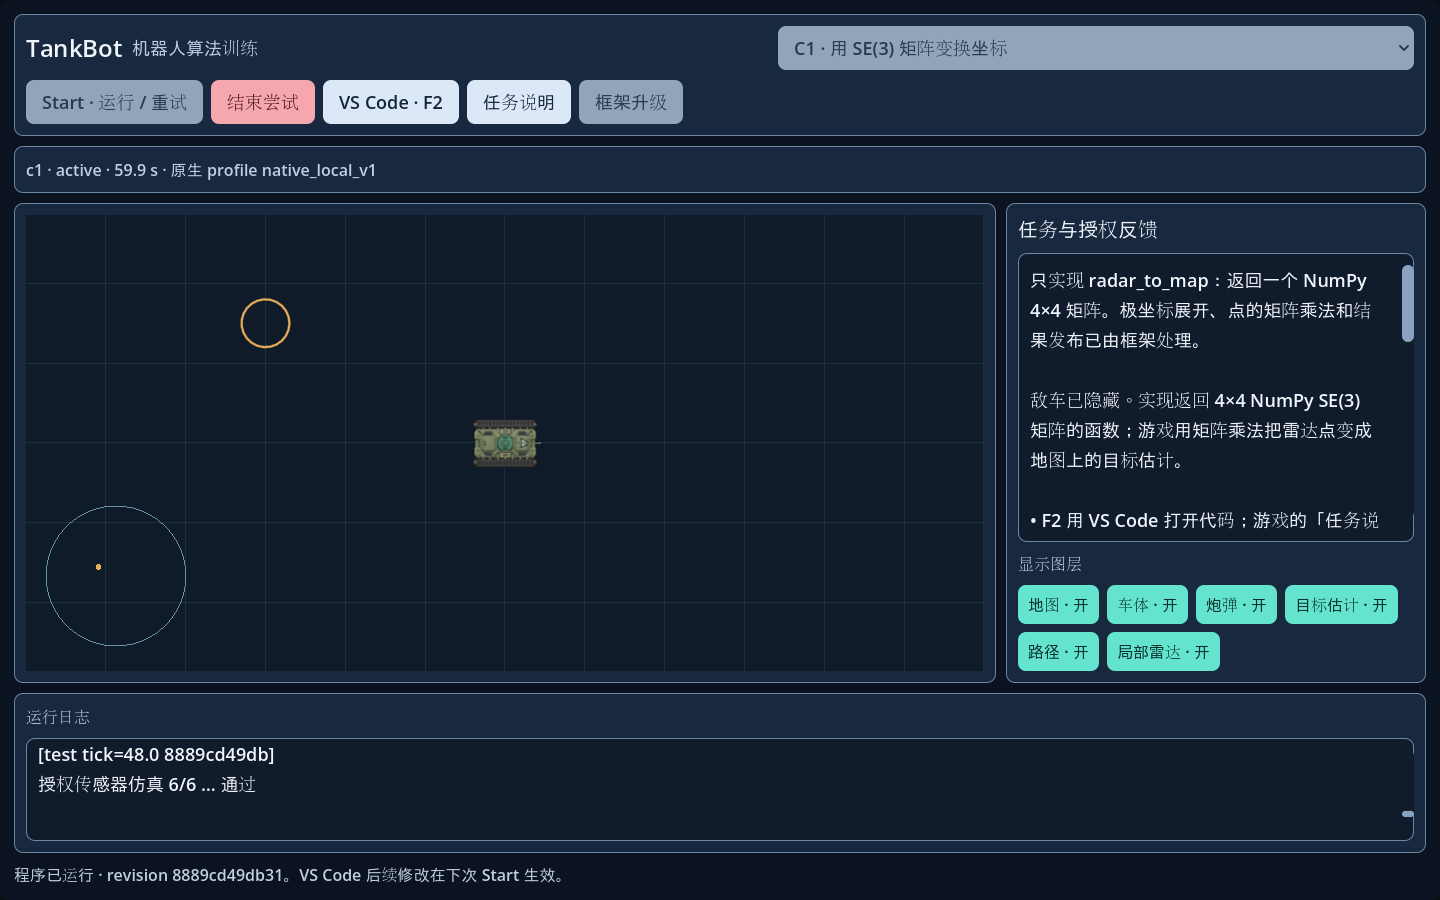 TankBot 机器人算法训练
C1 · 用 SE(3) 矩阵变换坐标
Start · 运行 / 重试
结束尝试
VS Code · F2
任务说明
框架升级
c1 · active · 59.9 s · 原生 profile native_local_v1
任务与授权反馈
只实现 radar_to_map：返回一个 NumPy
4×4 矩阵。极坐标展开、点的矩阵乘法和结
果发布已由框架处理。
敌车已隐藏。实现返回 4×4 NumPy SE(3)
矩阵的函数；游戏用矩阵乘法把雷达点变成
地图上的目标估计。
• F2 用 VS Code 打开代码；游戏的「任务说
显示图层
地图 · 开
车体 · 开
炮弹 · 开
目标估计 · 开
路径 · 开
局部雷达 · 开
运行日志
[test tick=48.0 8889cd49db]
授权传感器仿真 6/6 ... 通过
程序已运行 · revision 8889cd49db31。VS Code 后续修改在下次 Start 生效。